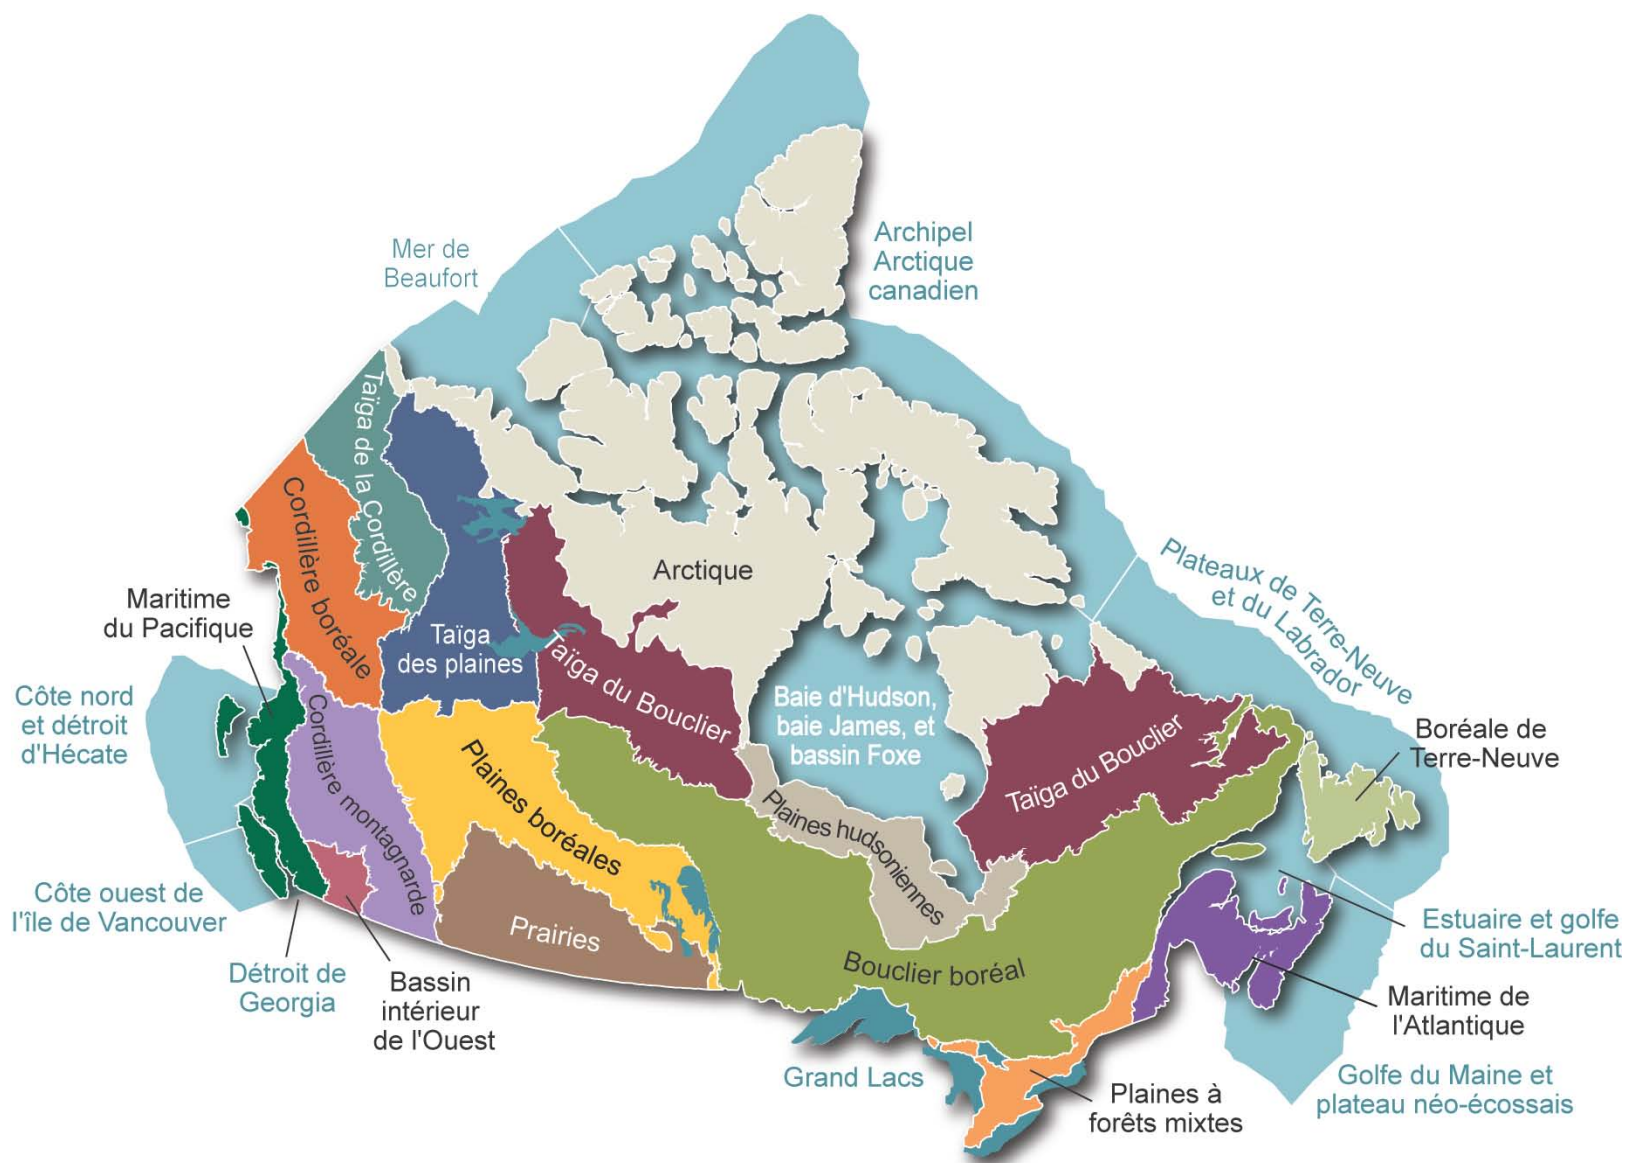 Mer de
Beaufort
Archipel
Arctique
canadien
Taïga de la Cordillère
Cordillère boréale
Arctique
Plateaux de Terre-Neuve
et du Labrador
Maritime
du Pacifique
Taïga
des plaines
Taïga du Bouclier
Côte nord
et détroit
d'Hécate
Cordillère montagnarde
Baie d'Hudson,
baie James, et
bassin Foxe
Taïga du Bouclier
Boréale de
Terre-Neuve
Plaines boréales
Plaines hudsoniennes
Côte ouest de
l'île de Vancouver
Prairies
Estuaire et golfe
du Saint-Laurent
Bouclier boréal
Détroit de
Georgia
Bassin
intérieur
de l'Ouest
Maritime de
l'Atlantique
Grand Lacs
Plaines à
forêts mixtes
Golfe du Maine et
plateau néo-écossais